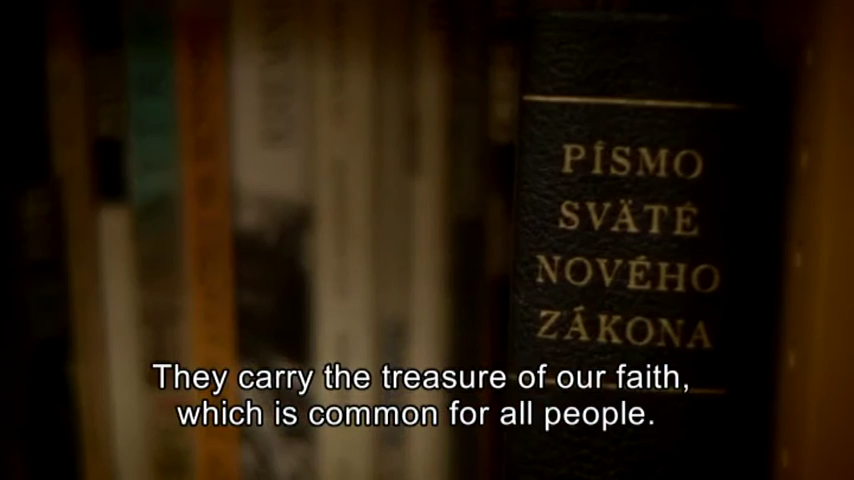 PÍSMO
SVÄTÉ
NOVÉHO
ZÁKONA
They carry the treasure of our faith,
which is common for all people.